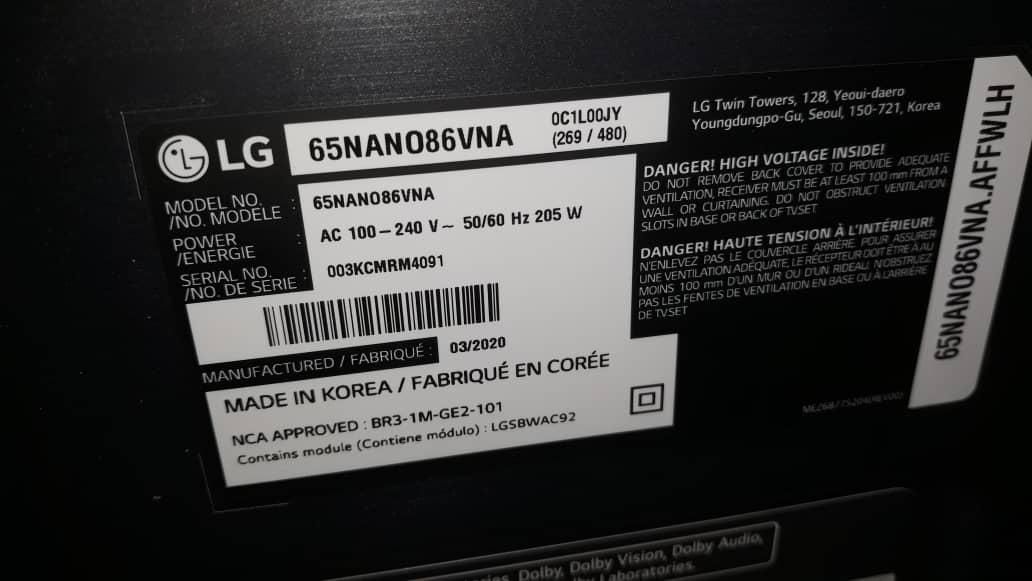 LG
65NANO86VNA
0C1L00JY
(269 / 480)
MODEL NO.
/NO. MODÈLE :
65NANO86VNA
POWER
/ENERGIE :
AC 100 – 240 V~ 50/60 Hz 205 W
SERIAL NO.
/NO. DE SÉRIE :
003KCMRM4091
MANUFACTURED / FABRIQUÉ : 03/2020
MADE IN KOREA / FABRIQUÉ EN CORÉE
NCA APPROVED : BR3-1M-GE2-101
Contains module (Contiene módulo) : LGSBWAC92
LG Twin Towers, 128, Yeoui-daero
Youngdungpo-Gu, Seoul, 150-721, Korea
DANGER! HIGH VOLTAGE INSIDE!
DO NOT REMOVE BACK COVER. TO PROVIDE ADEQUATE
VENTILATION, RECEIVER MUST BE AT LEAST 100 mm FROM A
WALL OR CURTAINING. DO NOT OBSTRUCT VENTILATION
SLOTS IN BASE OR BACK OF TVSET
DANGER! HAUTE TENSION À L'INTÉRIEUR!
N'ENLEVEZ PAS LE COUVERCLE ARRIÈRE. POUR ASSURER
UNE VENTILATION ADÉQUATE, LE RÉCEPTEUR DOIT ÊTRE À AU
MOINS 100 mm D'UN MUR OU D'UN RIDEAU. N'OBSTRUEZ
PAS LES FENTES DE VENTILATION EN BASE OU À L'ARRIÈRE
DE TVSET
65NANO86VNA.AFFWLH
Dolby, Dolby Vision, Dolby Audio,
Laboratories.